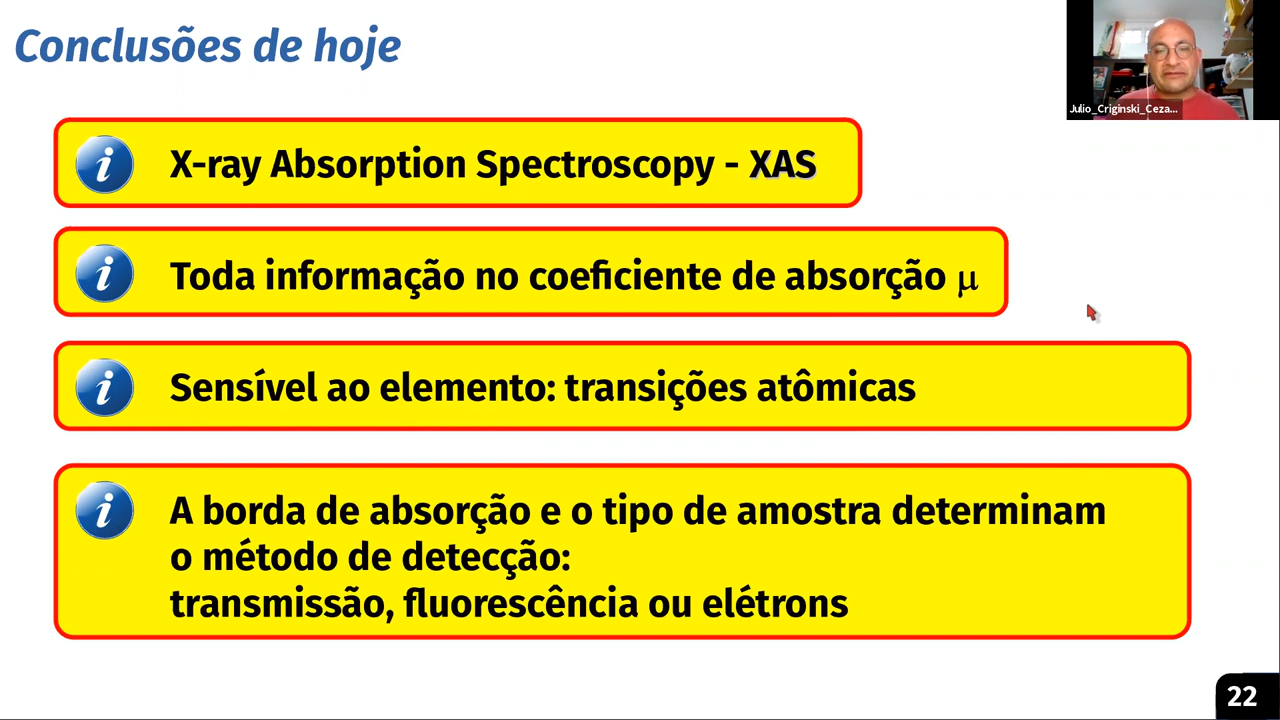 Conclusões de hoje
Julio_Criginski_Ceza...
i X-ray Absorption Spectroscopy - XAS
i Toda informação no coeficiente de absorção μ
i Sensível ao elemento: transições atômicas
i A borda de absorção e o tipo de amostra determinam
o método de detecção:
transmissão, fluorescência ou elétrons
22